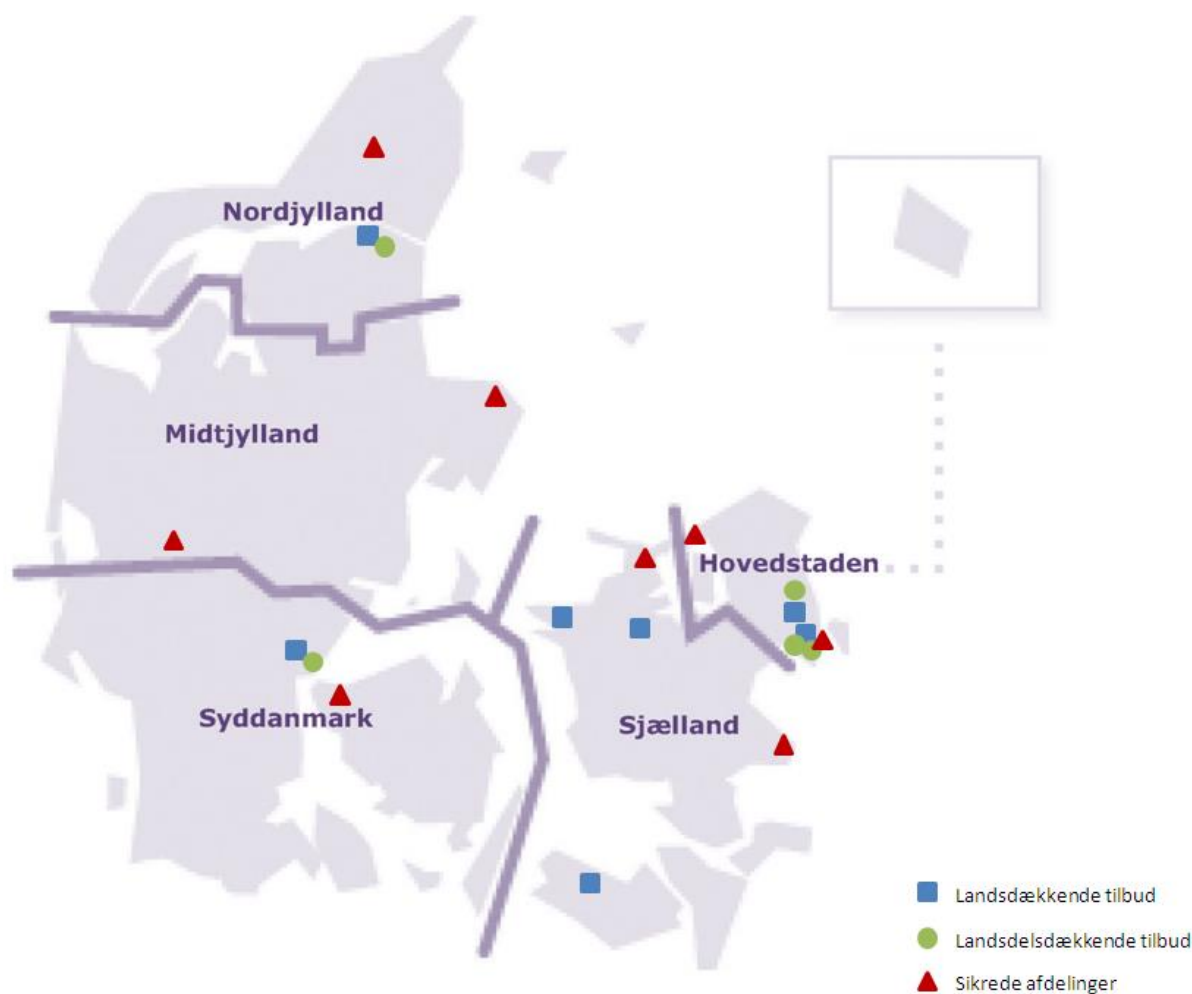 Nordjylland
Midtjylland
Hovedstaden
Syddanmark
Sjælland
Landsdækkende tilbud
Landsdelsdækkende tilbud
Sikrede afdelinger